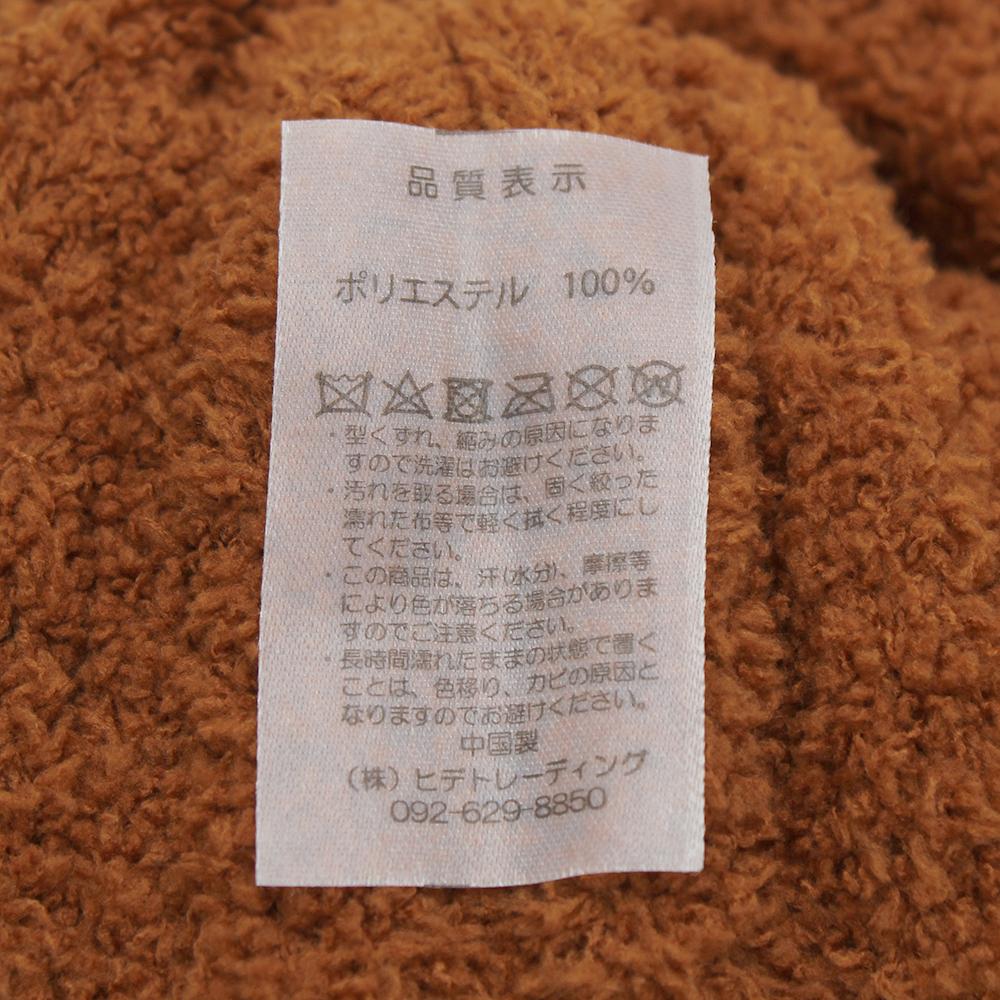 品質表示
ポリエステル 100%
・型くずれ、縮みの原因になりま
すので洗濯はお避けください。
・汚れを取る場合は、固く絞った
濡れた布等で軽く拭く程度にし
てください。
・この商品は、汗(水分)、摩擦等
により色が落ちる場合がありま
すのでご注意ください。
・長時間濡れたままの状態で置く
ことは、色移り、カビの原因と
なりますのでお避けください。
中国製
（株）ヒデトレーディング
092-629-8850